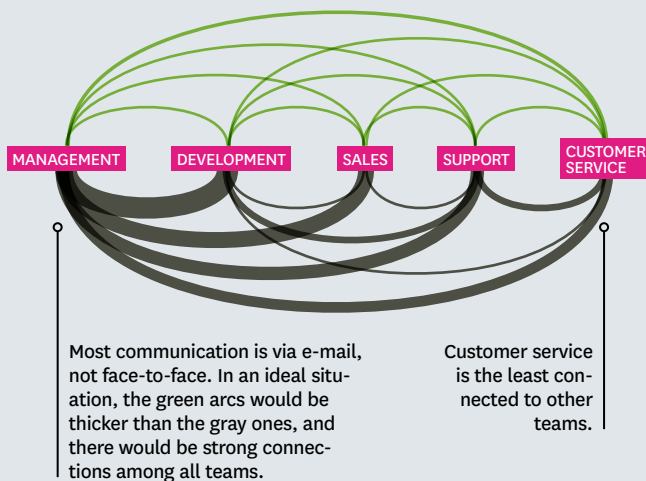 MANAGEMENT
DEVELOPMENT
SALES
SUPPORT
CUSTOMER
SERVICE
Most communication is via e-mail,
not face-to-face. In an ideal situ-
ation, the green arcs would be
thicker than the gray ones, and
there would be strong connec-
tions among all teams.
Customer service
is the least con-
nected to other
teams.